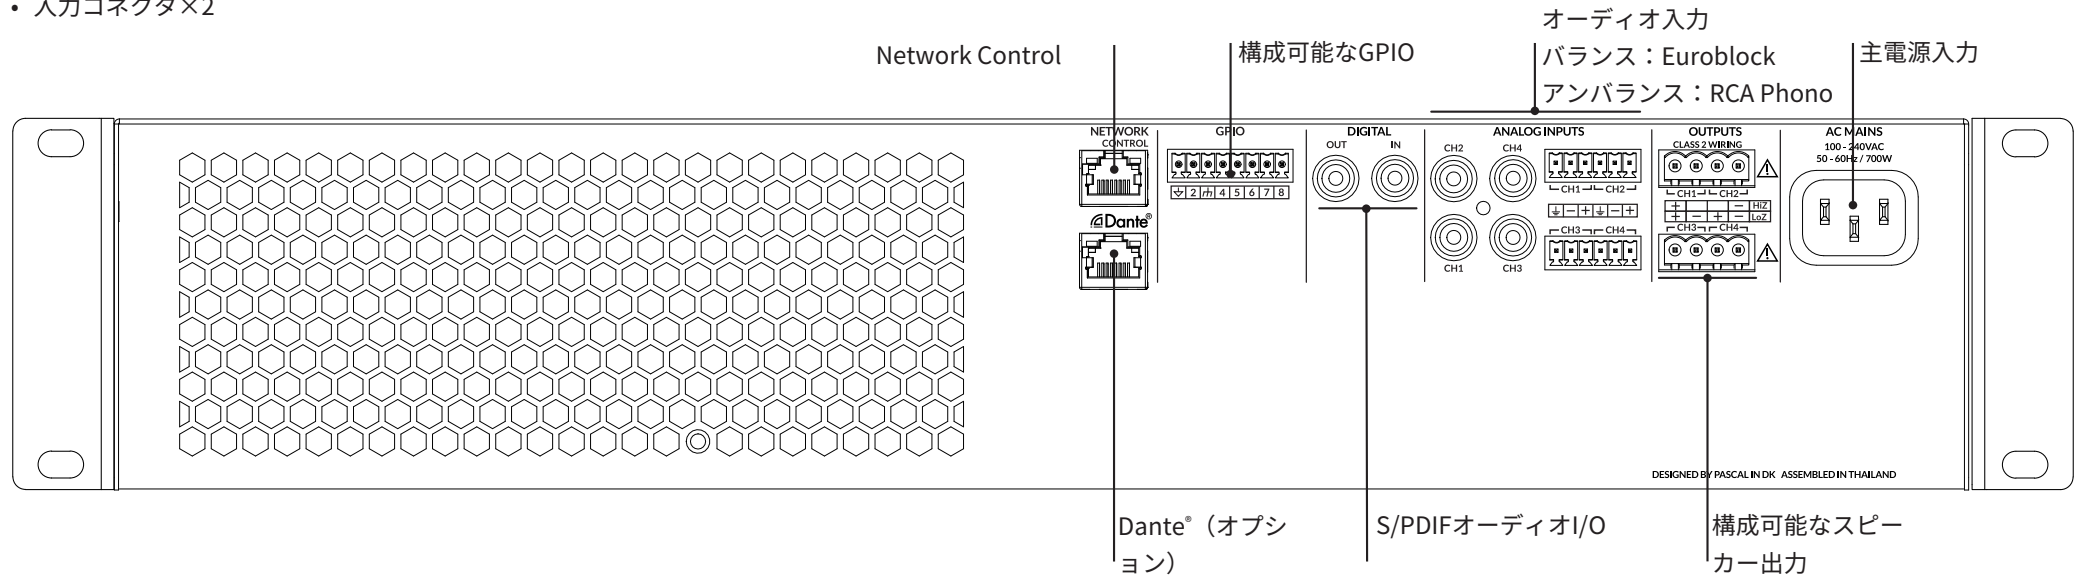 • 入力コネクタ×2
オーディオ入力
Network Control
構成可能なGPIO
バランス：Euroblock
主電源入力
アンバランス：RCA Phono
NETWORK
CONTROL
GPIO
DIGITAL
ANALOG INPUTS
OUTPUTS
CLASS 2 WIRING
AC MAINS
100 - 240VAC
50 - 60Hz / 700W
OUT
IN
CH2
CH4
CH1 CH2
CH1 CH2
2 4 5 6 7 8
+ − HiZ
+ − + − LoZ
− + − +
Dante®
CH3 CH4
CH3 CH4
CH1
CH3
DESIGNED BY PASCAL IN DK ASSEMBLED IN THAILAND
Dante®（オプシ
ョン）
S/PDIFオーディオI/O
構成可能なスピー
カー出力